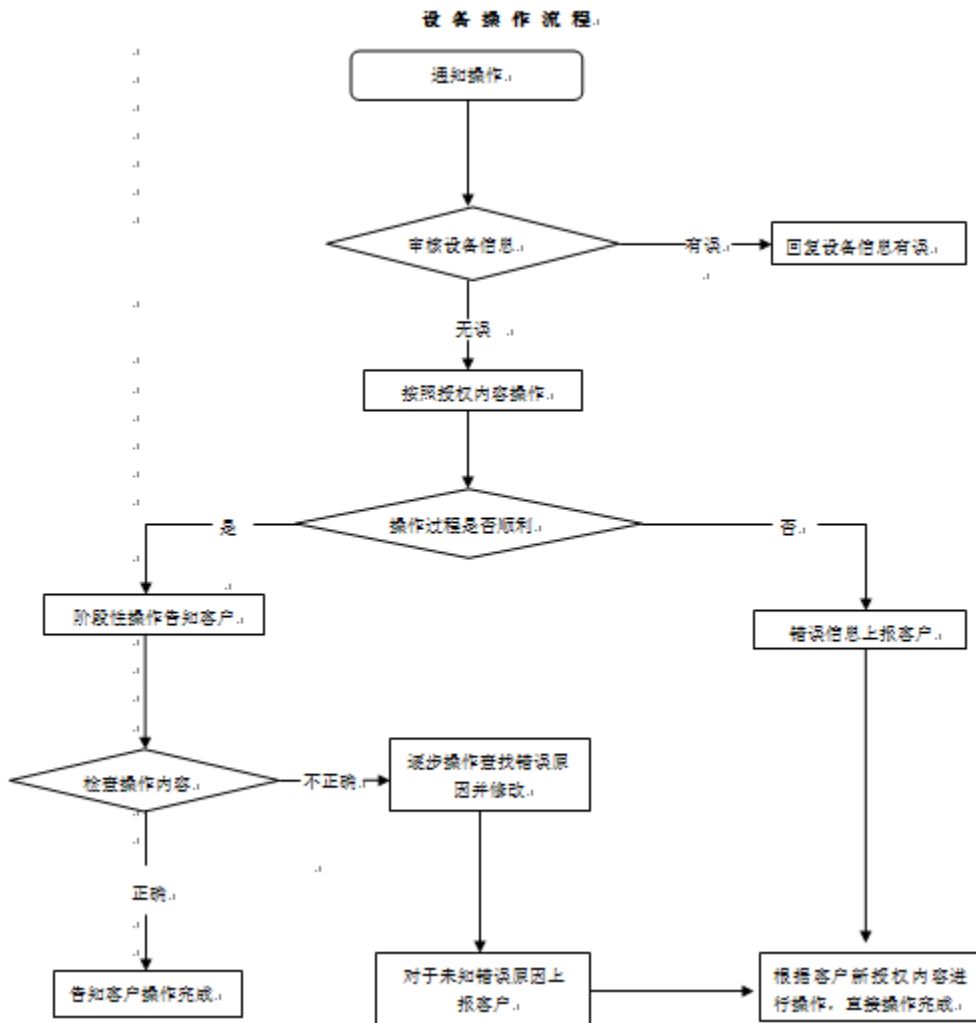 设备操作流程
通知操作
审核设备信息
有误
回复设备信息有误
无误
按照授权内容操作
操作过程是否顺利
是
否
阶段性操作告知客户
错误信息上报客户
检查操作内容
不正确
逐步操作查找错误原
因并修改
正确
告知客户操作完成
对于未知错误原因上
报客户
根据客户新授权内容进
行操作，直接操作完成